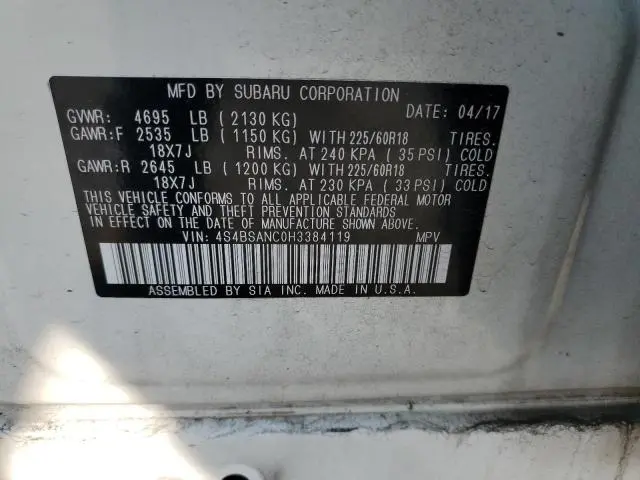 MFD BY SUBARU CORPORATION
GVWR: 4695 LB (2130 KG) DATE: 04/17
GAWR:F 2535 LB (1150 KG) WITH 225/60R18 TIRES.
18X7J RIMS. AT 240 KPA (35 PSI) COLD
GAWR:R 2645 LB (1200 KG) WITH 225/60R18 TIRES.
18X7J RIMS. AT 230 KPA (33 PSI) COLD
THIS VEHICLE CONFORMS TO ALL APPLICABLE FEDERAL MOTOR
VEHICLE SAFETY AND THEFT PREVENTION STANDARDS
IN EFFECT ON THE DATE OF MANUFACTURE SHOWN ABOVE.
VIN: 4S4BSANC0H3384119 MPV
ASSEMBLED BY SIA INC. MADE IN U.S.A.